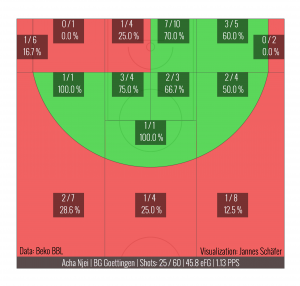 0 / 1
0.0 %
1 / 4
25.0 %
7 / 10
70.0 %
3 / 5
60.0 %
1 / 6
16.7 %
0 / 2
0.0 %
1 / 1
100.0 %
3 / 4
75.0 %
2 / 3
66.7 %
2 / 4
50.0 %
1 / 1
100.0 %
2 / 7
28.6 %
1 / 4
25.0 %
1 / 8
12.5 %
Data: Beko BBL
Visualization: Jannes Schäfer
Acha Njei | BG Goettingen | Shots: 25 / 60 | 45.8 eFG | 1.13 PPS